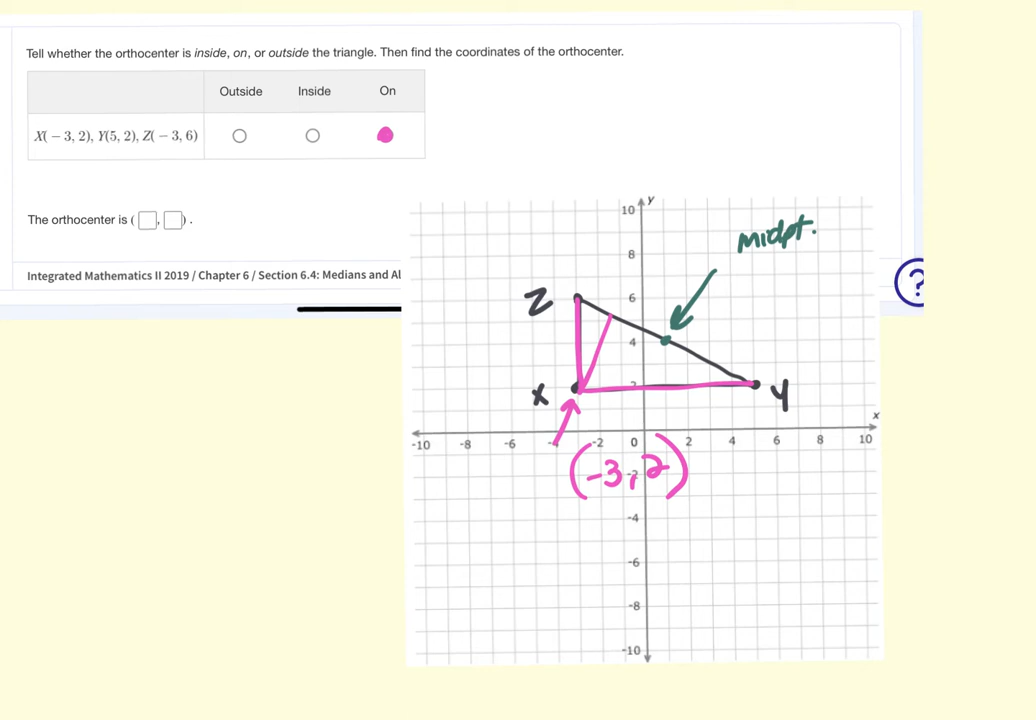 Tell whether the orthocenter is inside, on, or outside the triangle. Then find the coordinates of the orthocenter.
Outside Inside On
X( − 3, 2), Y(5, 2), Z( − 3, 6)
The orthocenter is ( , ) .
Integrated Mathematics II 2019 / Chapter 6 / Section 6.4: Medians and Al
?
y
10
midpt.
8
Z
6
4
2
X
Y
x
-10 -8 -6 -2 0 2 4 6 8 10
(-3,2)
-4
-6
-8
-10